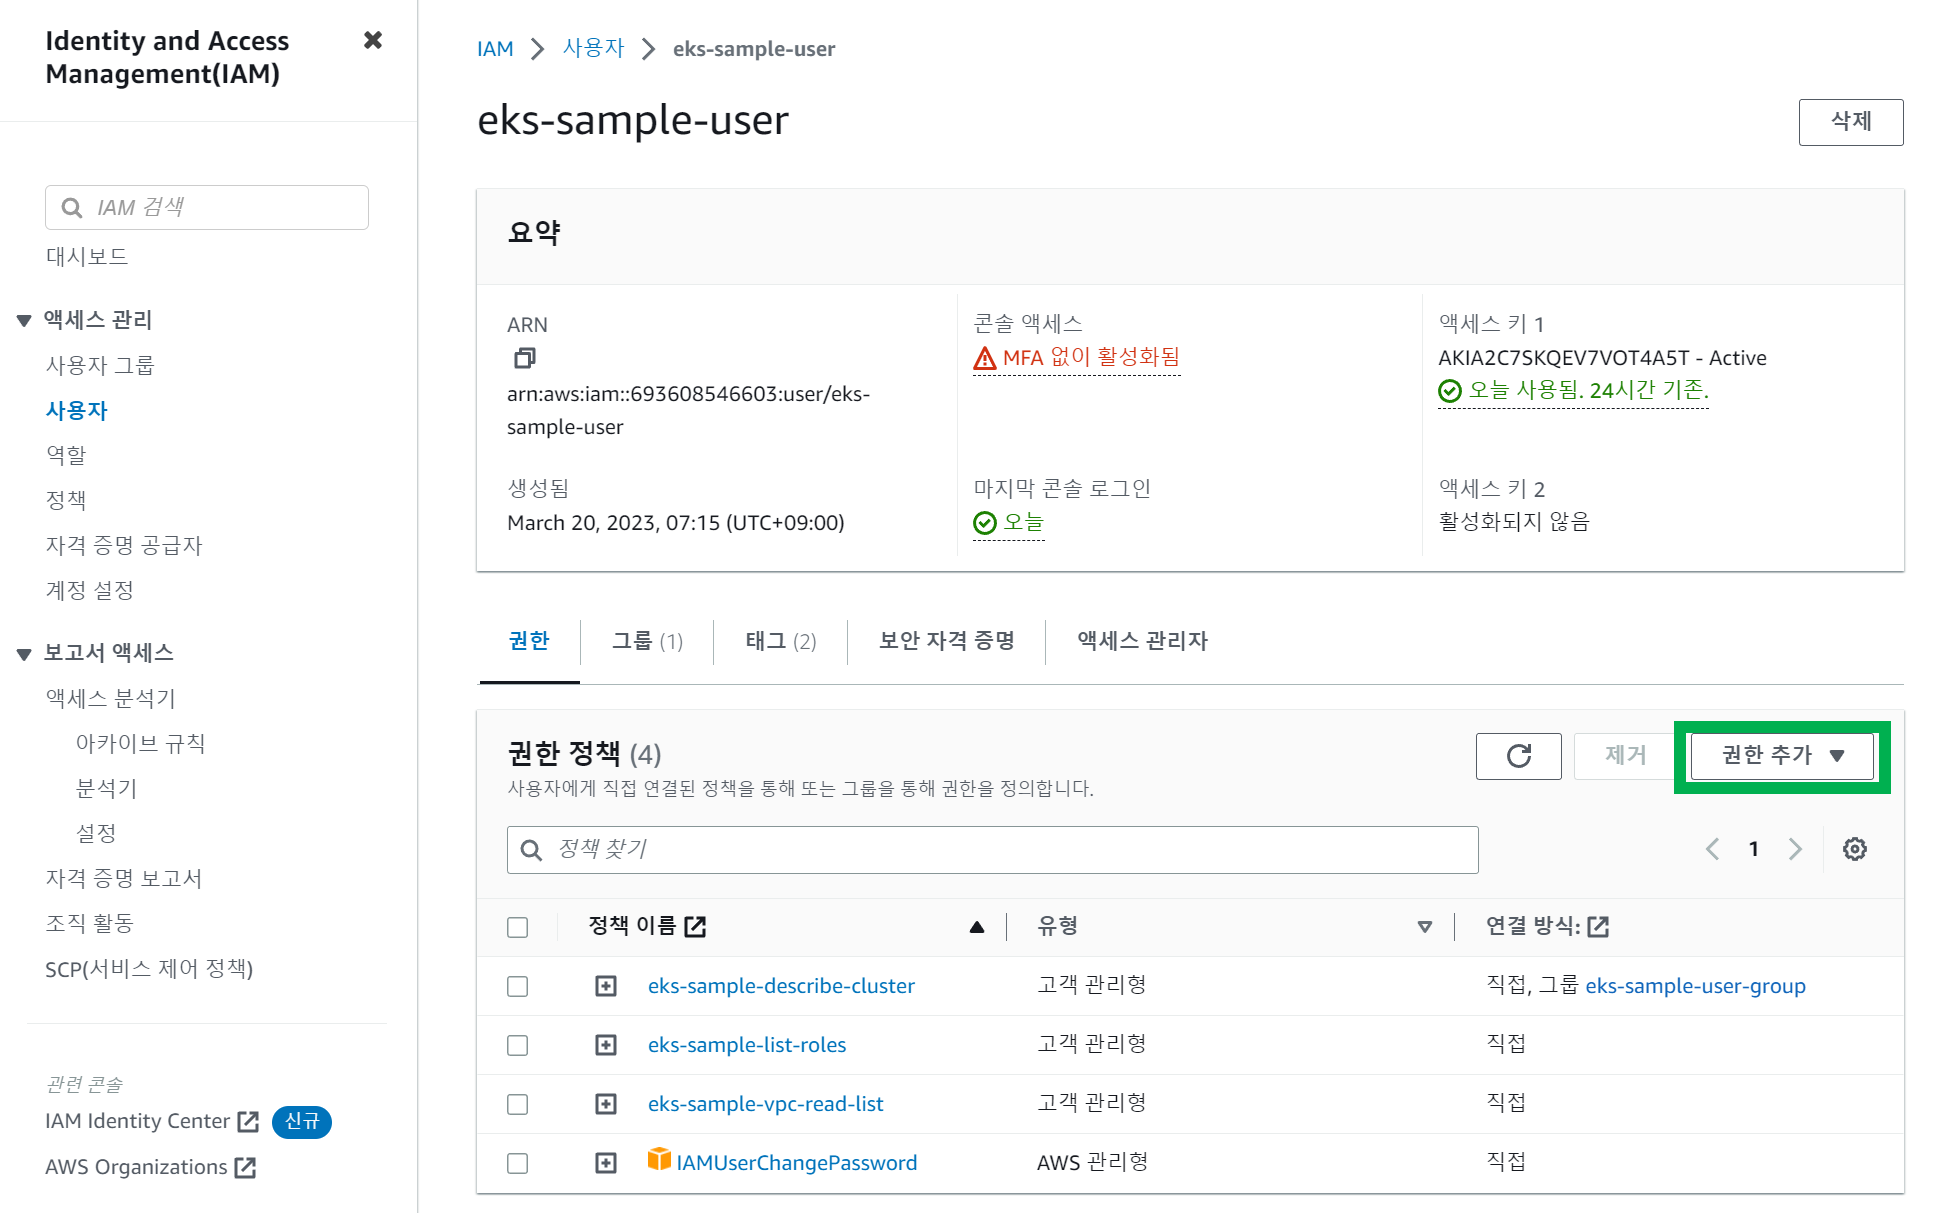 Identity and Access
Management(IAM)
IAM 검색
대시보드
액세스 관리
사용자 그룹
사용자
역할
정책
자격 증명 공급자
계정 설정
보고서 액세스
액세스 분석기
아카이브 규칙
분석기
설정
자격 증명 보고서
조직 활동
SCP(서비스 제어 정책)
관련 콘솔
IAM Identity Center 신규
AWS Organizations
IAM 사용자 eks-sample-user
eks-sample-user
삭제
요약
ARN
arn:aws:iam::693608546603:user/eks-
sample-user
콘솔 액세스
MFA 없이 활성화됨
액세스 키 1
AKIA2C7SKQEV7VOT4A5T - Active
오늘 사용됨. 24시간 기존.
생성됨
March 20, 2023, 07:15 (UTC+09:00)
마지막 콘솔 로그인
오늘
액세스 키 2
활성화되지 않음
권한 그룹 (1) 태그 (2) 보안 자격 증명 액세스 관리자
권한 정책 (4)
사용자에게 직접 연결된 정책을 통해 또는 그룹을 통해 권한을 정의합니다.
제거 권한 추가
정책 찾기
1
정책 이름 유형 연결 방식:
eks-sample-describe-cluster 고객 관리형 직접, 그룹 eks-sample-user-group
eks-sample-list-roles 고객 관리형 직접
eks-sample-vpc-read-list 고객 관리형 직접
IAMUserChangePassword AWS 관리형 직접